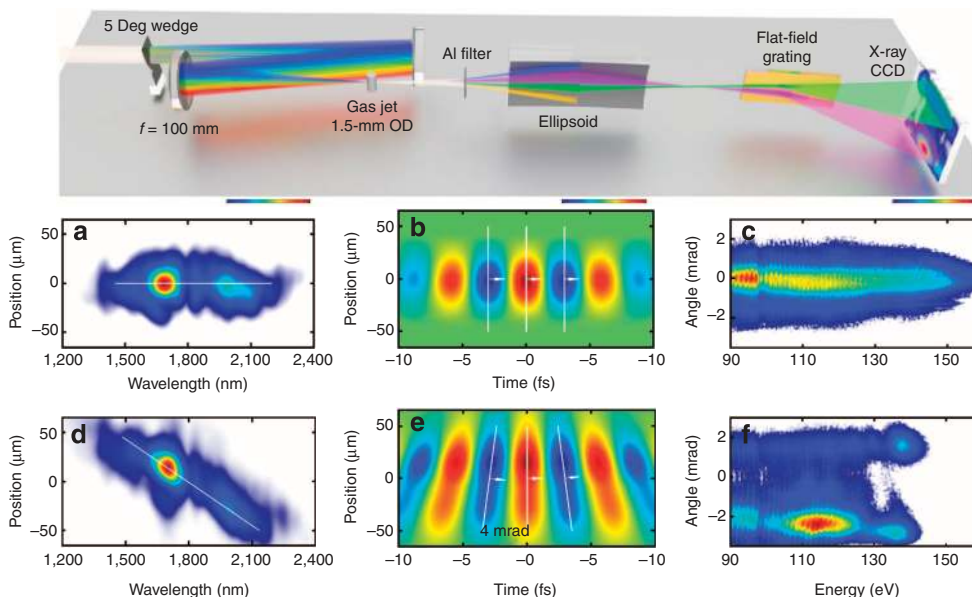 5 Deg wedge
f = 100 mm
Gas jet
1.5-mm OD
Al filter
Ellipsoid
Flat-field
grating
X-ray
CCD
a
Position (μm)
50
0
−50
1,200 1,500 1,800 2,100 2,400
Wavelength (nm)
b
Position (μm)
50
0
−50
−10 −5 −0 −5 −10
Time (fs)
c
Angle (mrad)
2
0
−2
90 110 130 150
d
Position (μm)
50
0
−50
1,200 1,500 1,800 2,100 2,400
Wavelength (nm)
e
Position (μm)
50
0
−50
4 mrad
−10 −5 −0 −5 −10
Time (fs)
f
Angle (mrad)
2
0
−2
90 110 130 150
Energy (eV)